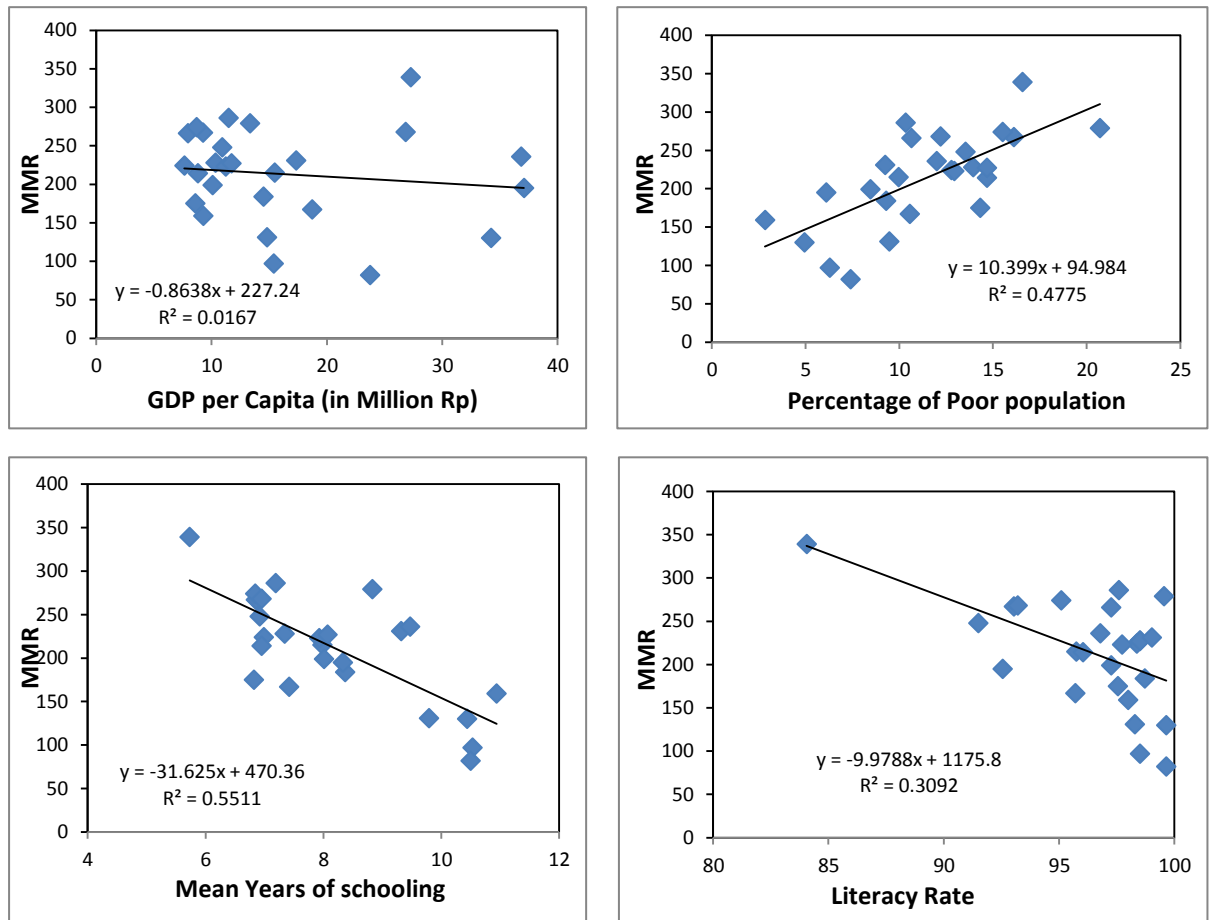 MMR
400
350
300
250
200
150
100
50
0
y = -0.8638x + 227.24
R² = 0.0167
0 10 20 30 40
GDP per Capita (in Million Rp)
MMR
400
350
300
250
200
150
100
50
0
y = 10.399x + 94.984
R² = 0.4775
0 5 10 15 20 25
Percentage of Poor population
MMR
400
350
300
250
200
150
100
50
0
y = -31.625x + 470.36
R² = 0.5511
4 6 8 10 12
Mean Years of schooling
MMR
400
350
300
250
200
150
100
50
0
y = -9.9788x + 1175.8
R² = 0.3092
80 85 90 95 100
Literacy Rate